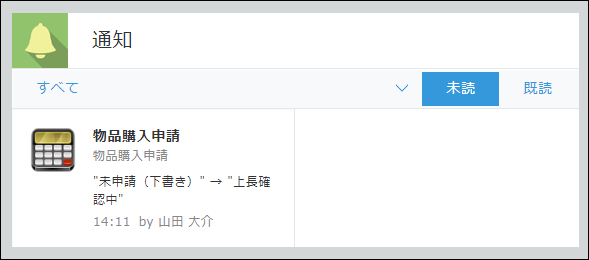 通知
すべて
未読
既読
物品購入申請
物品購入申請
"未申請（下書き）" → "上長確
認中"
14:11 by 山田 大介